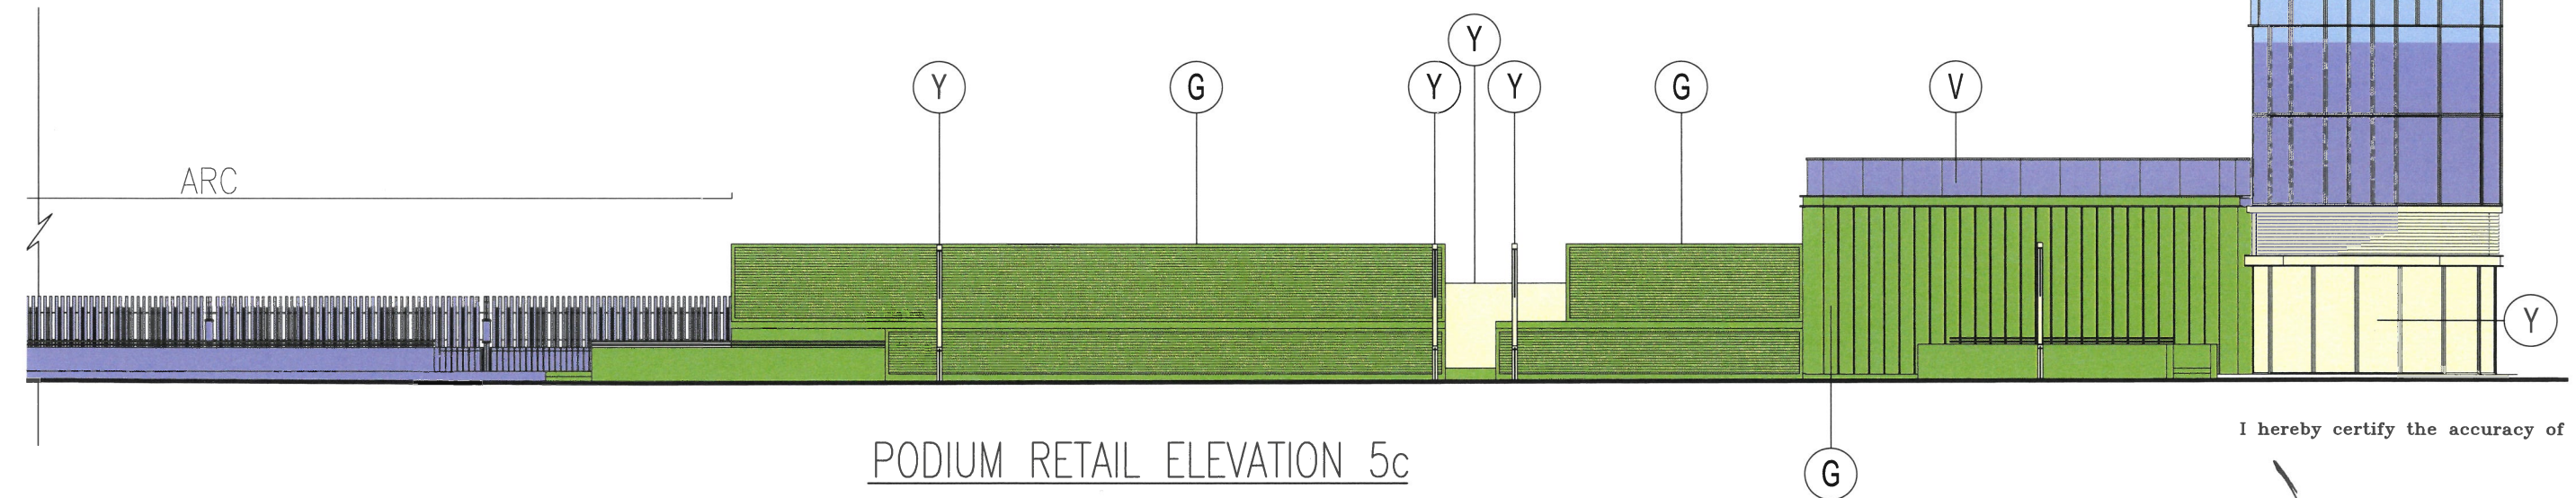 Y
Y G Y Y G V
ARC
Y
I hereby certify the accuracy of
PODIUM RETAIL ELEVATION 5c
G